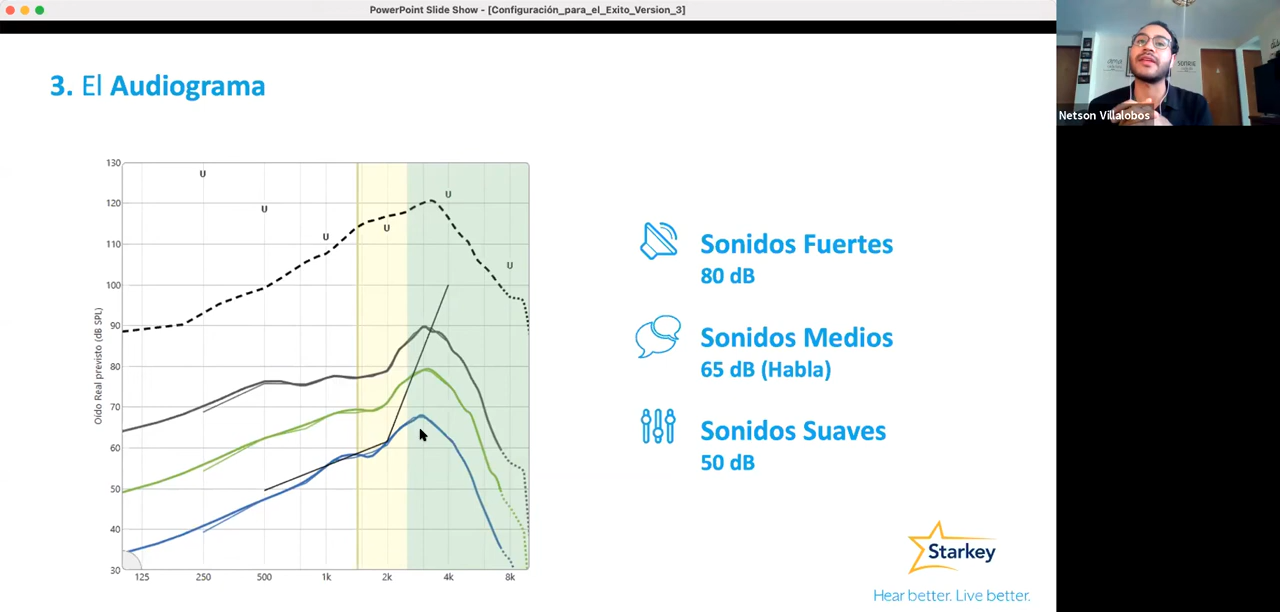 PowerPoint Slide Show - [Configuración_para_el_Exito_Version_3]
Netson Villalobos
3. El Audiograma
130
120
110
100
90
80
70
60
50
40
30
Oído Real previsto (dB SPL)
U
U
U
U
U
U
125
250
500
1k
2k
4k
8k
Sonidos Fuertes
80 dB
Sonidos Medios
65 dB (Habla)
Sonidos Suaves
50 dB
Starkey
Hear better. Live better.